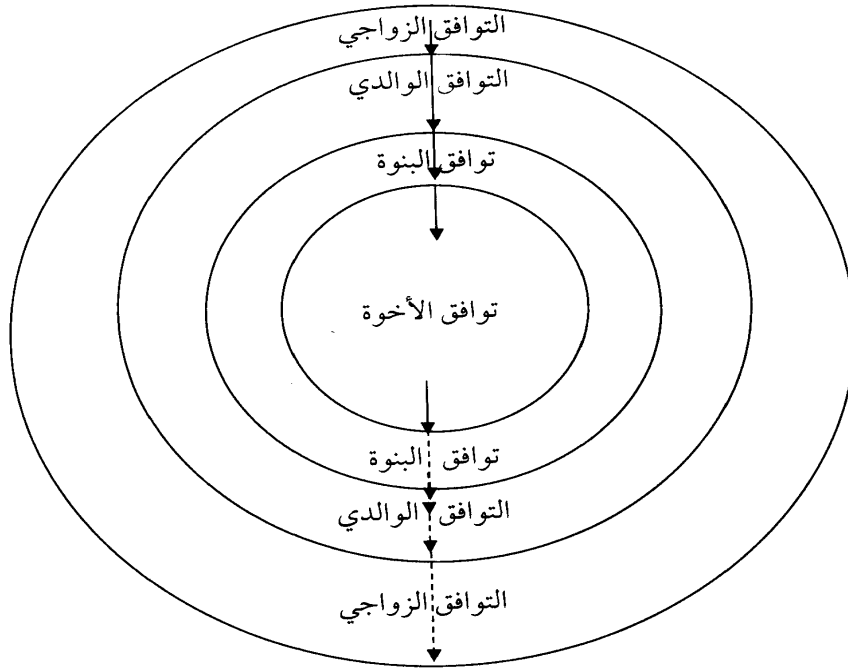 التوافق الزواجي
التوافق الوالدي
توافق البنوة
توافق الأخوة
توافق البنوة
التوافق الوالدي
التوافق الزواجي